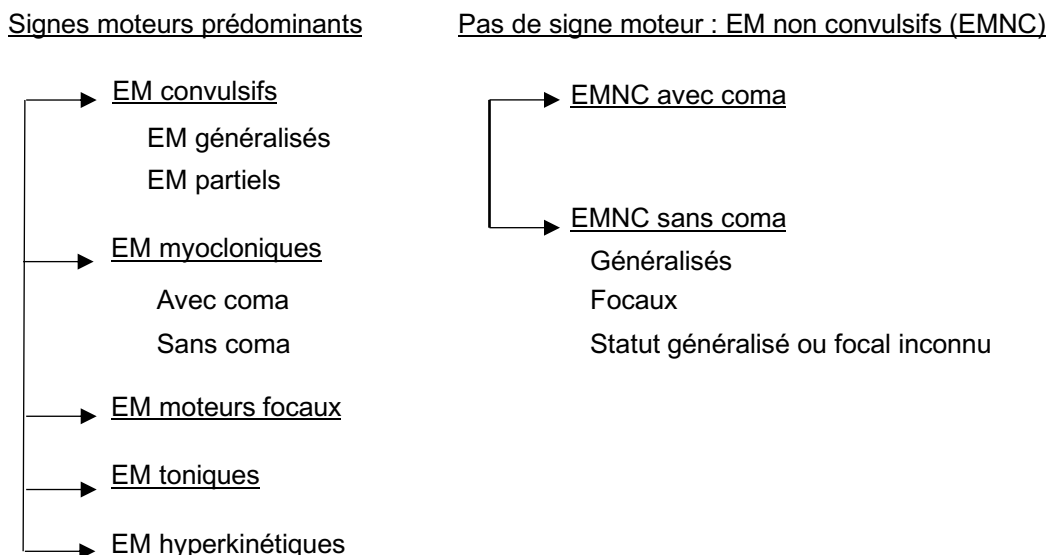 Signes moteurs prédominants
EM convulsifs
EM généralisés
EM partiels
EM myocloniques
Avec coma
Sans coma
EM moteurs focaux
EM toniques
EM hyperkinétiques
Pas de signe moteur : EM non convulsifs (EMNC)
EMNC avec coma
EMNC sans coma
Généralisés
Focaux
Statut généralisé ou focal inconnu